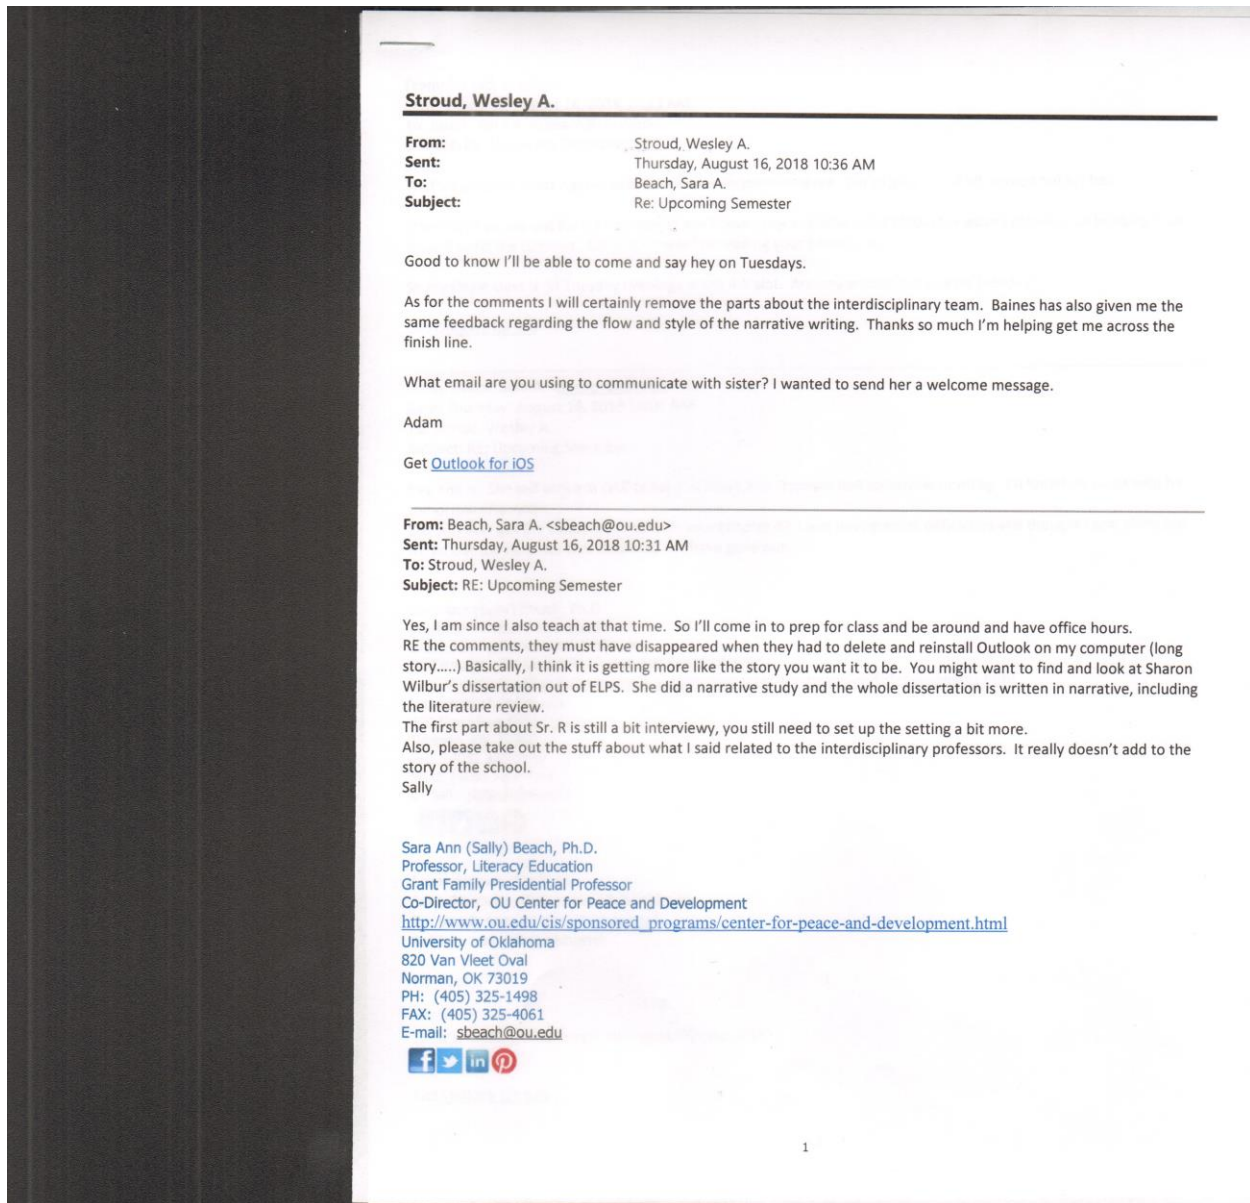 Stroud, Wesley A.
From: Stroud, Wesley A.
Sent: Thursday, August 16, 2018 10:36 AM
To: Beach, Sara A.
Subject: Re: Upcoming Semester
Good to know I'll be able to come and say hey on Tuesdays.
As for the comments I will certainly remove the parts about the interdisciplinary team.  Baines has also given me the
same feedback regarding the flow and style of the narrative writing.  Thanks so much I'm helping get me across the
finish line.
What email are you using to communicate with sister? I wanted to send her a welcome message.
Adam
Get Outlook for iOS
From: Beach, Sara A. <sbeach@ou.edu>
Sent: Thursday, August 16, 2018 10:31 AM
To: Stroud, Wesley A.
Subject: RE: Upcoming Semester
Yes, I am since I also teach at that time.  So I'll come in to prep for class and be around and have office hours.
RE the comments, they must have disappeared when they had to delete and reinstall Outlook on my computer (long
story.....) Basically, I think it is getting more like the story you want it to be.  You might want to find and look at Sharon
Wilbur's dissertation out of ELPS.  She did a narrative study and the whole dissertation is written in narrative, including
the literature review.
The first part about Sr. R is still a bit interviewy, you still need to set up the setting a bit more.
Also, please take out the stuff about what I said related to the interdisciplinary professors.  It really doesn't add to the
story of the school.
Sally
Sara Ann (Sally) Beach, Ph.D.
Professor, Literacy Education
Grant Family Presidential Professor
Co-Director,  OU Center for Peace and Development
http://www.ou.edu/cis/sponsored_programs/center-for-peace-and-development.html
University of Oklahoma
820 Van Vleet Oval
Norman, OK 73019
PH:  (405) 325-1498
FAX:  (405) 325-4061
E-mail:  sbeach@ou.edu
1